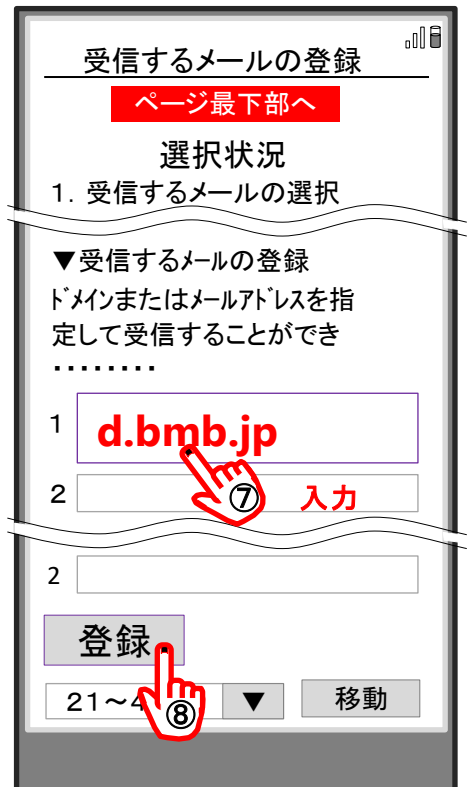 受信するメールの登録
ページ最下部へ
選択状況
1．受信するメールの選択
▼受信するﾒｰﾙの登録
ﾄﾞﾒｲﾝまたはﾒｰﾙｱﾄﾞﾚｽを指
定して受信することができ
････････
1 d.bmb.jp
2 ⑦ 入力
2
登録
⑧
21～4 ▼ 移動